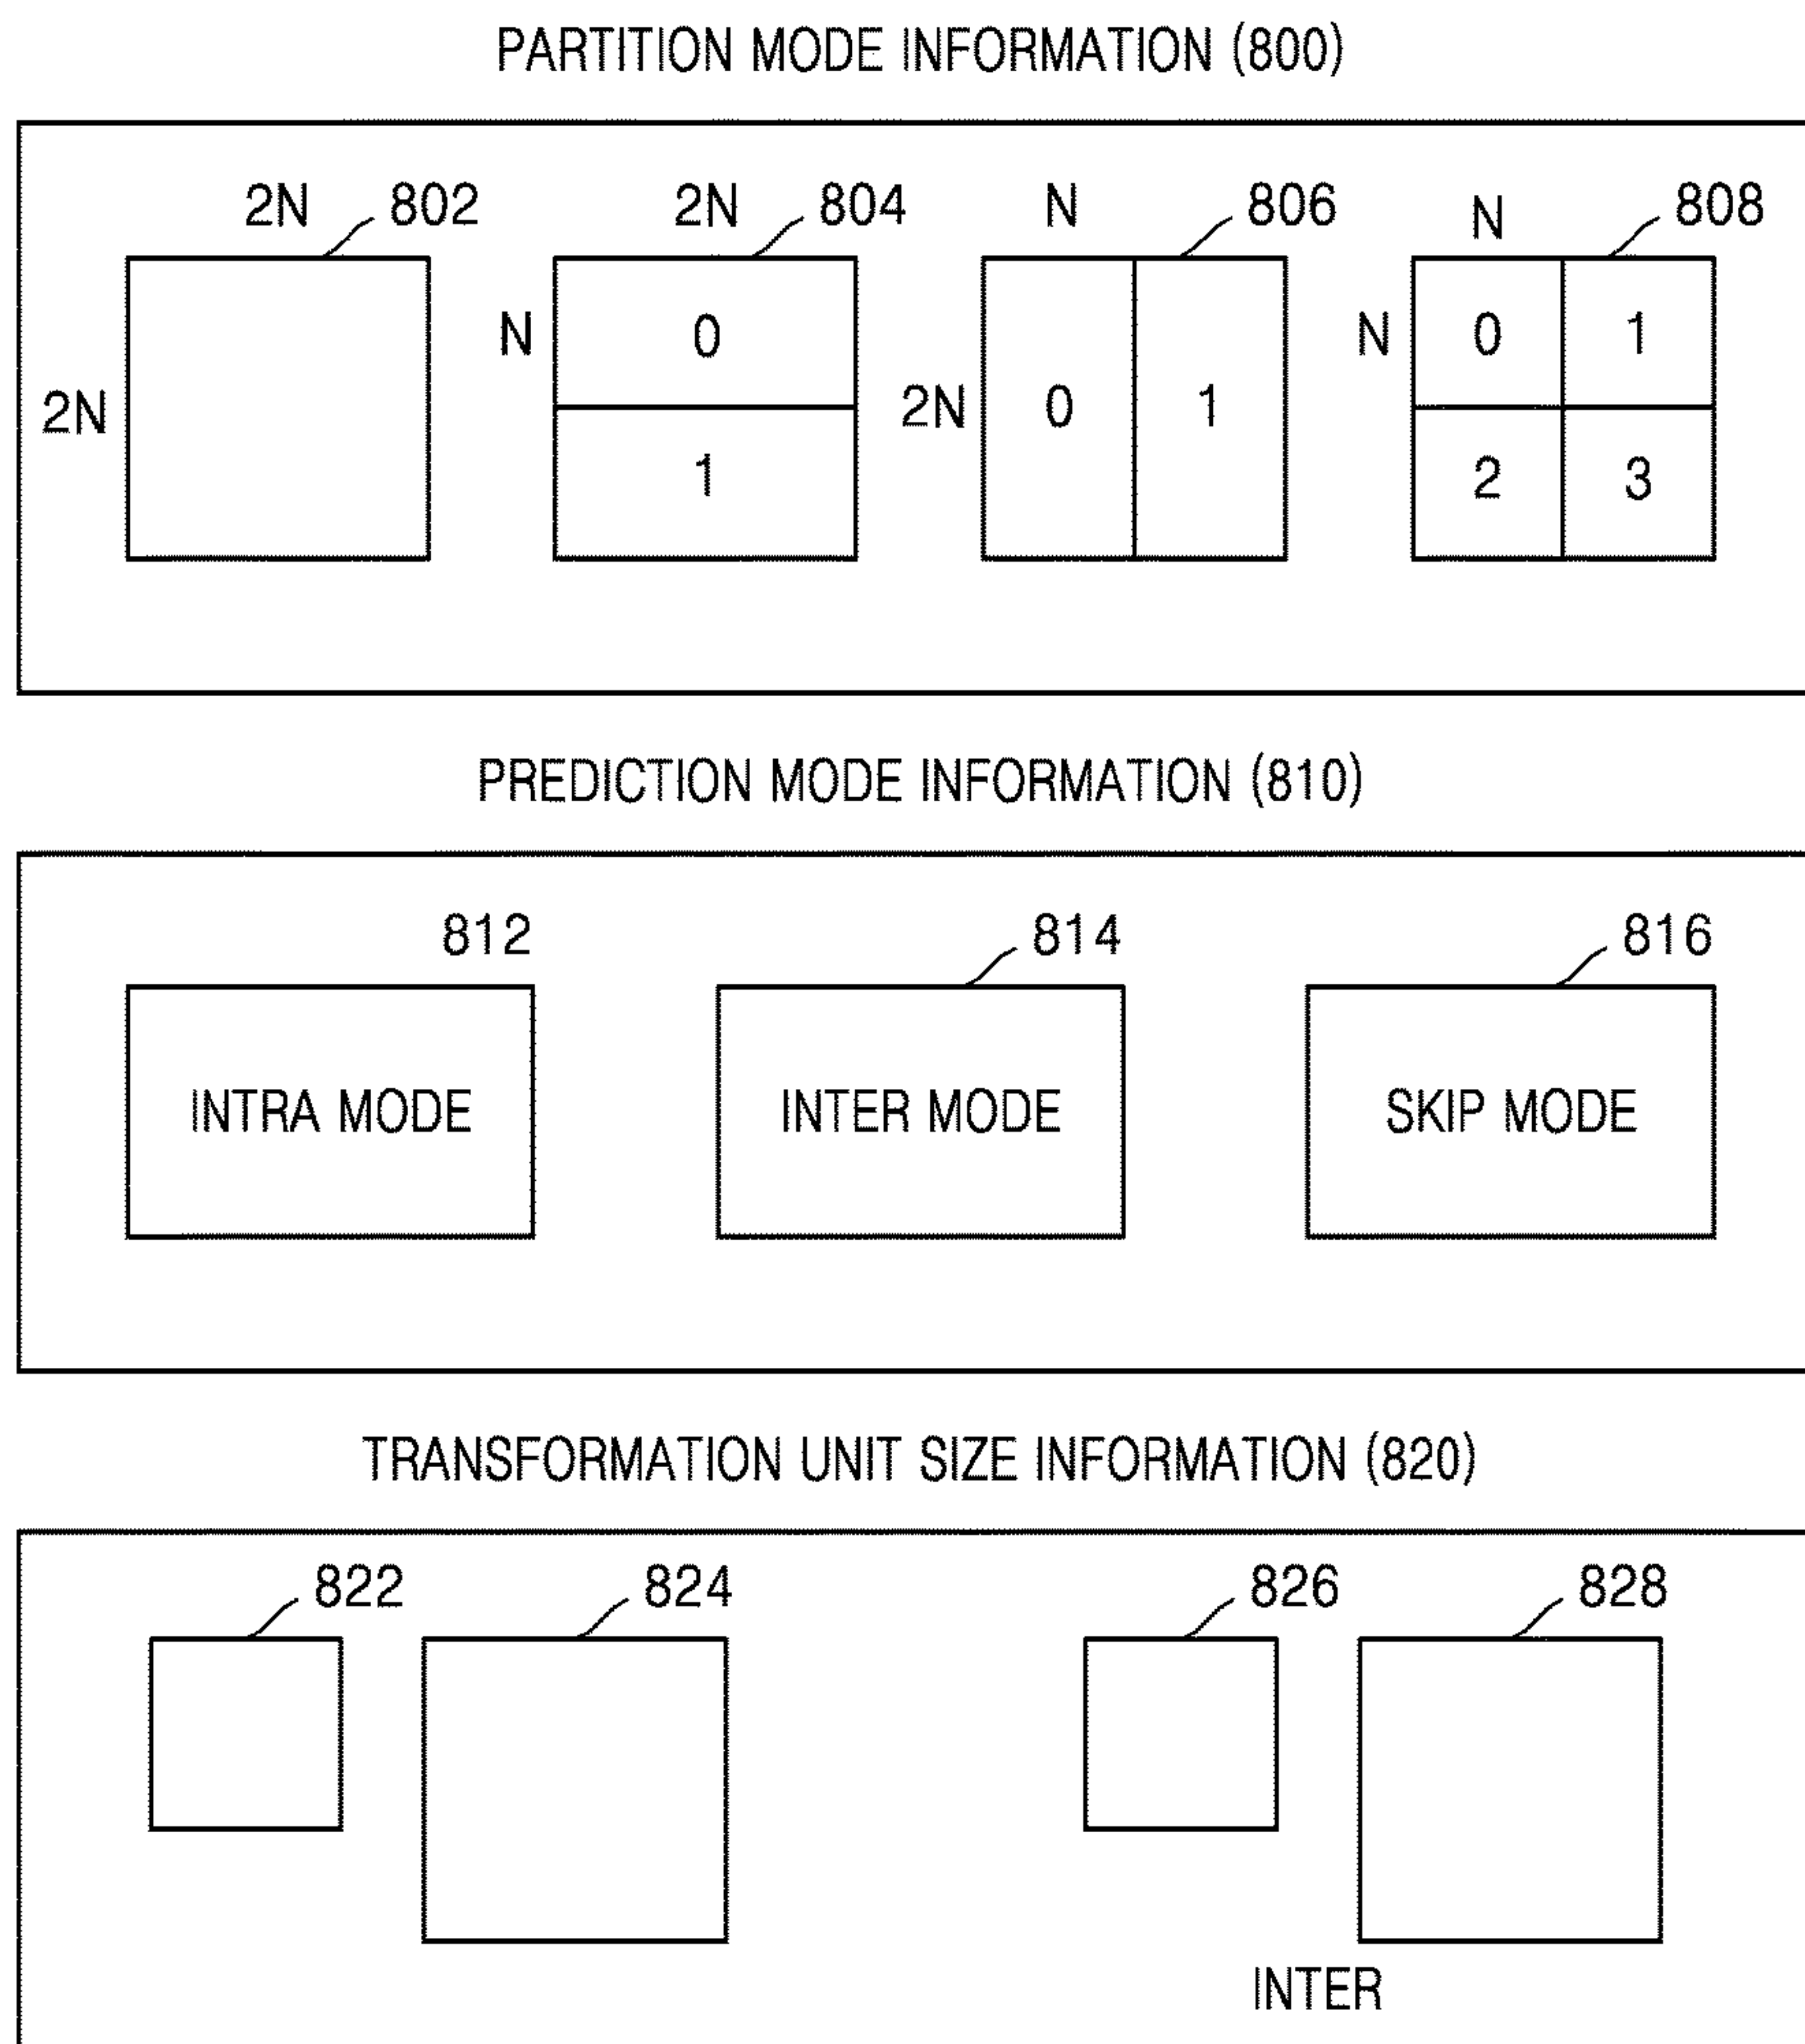 PARTITION MODE INFORMATION (800)
2N 802 2N 804 N 806 N 808
N 0 N 0 1
2N 2N 0 1
1 2 3
PREDICTION MODE INFORMATION (810)
812 814 816
INTRA MODE INTER MODE SKIP MODE
TRANSFORMATION UNIT SIZE INFORMATION (820)
822 824 826 828
INTER